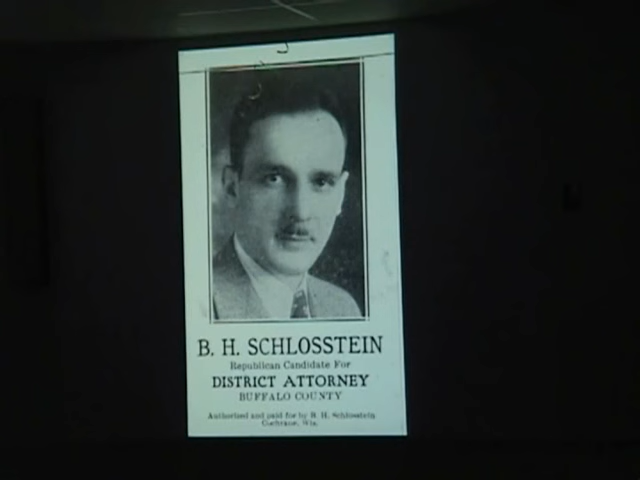 B. H. SCHLOSSTEIN
Republican Candidate For
DISTRICT ATTORNEY
BUFFALO COUNTY
Authorized and paid for by B. H. Schlosstein
Cochrane, Wis.